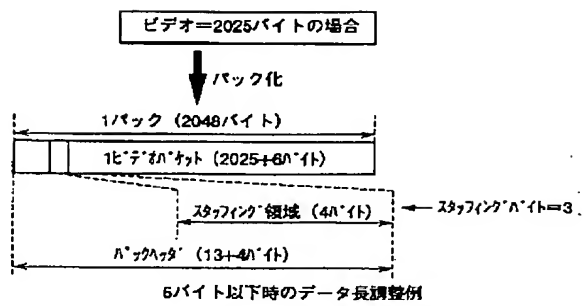 ビデオ＝2025バイトの場合
パック化
1パック（2048バイト）
1ビデオパケット（2025+6バイト）
スタッフィング領域（4バイト）
スタッフィングバイト＝3
パックヘッダ（13+4バイト）
6バイト以下時のデータ長調整例